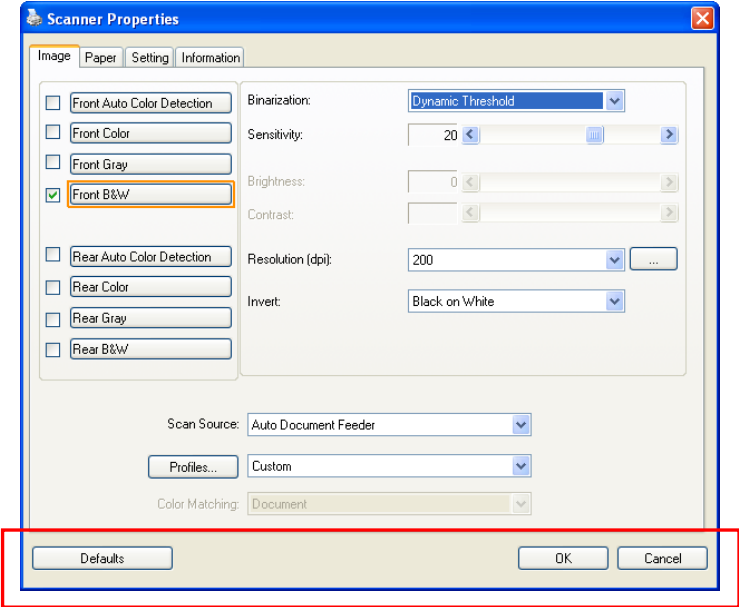 Scanner Properties
Image Paper Setting Information
Front Auto Color Detection
Front Color
Front Gray
Front B&W
Rear Auto Color Detection
Rear Color
Rear Gray
Rear B&W
Binarization: Dynamic Threshold
Sensitivity: 20
Brightness: 0
Contrast:
Resolution (dpi): 200 ...
Invert: Black on White
Scan Source: Auto Document Feeder
Profiles... Custom
Color Matching: Document
Defaults OK Cancel